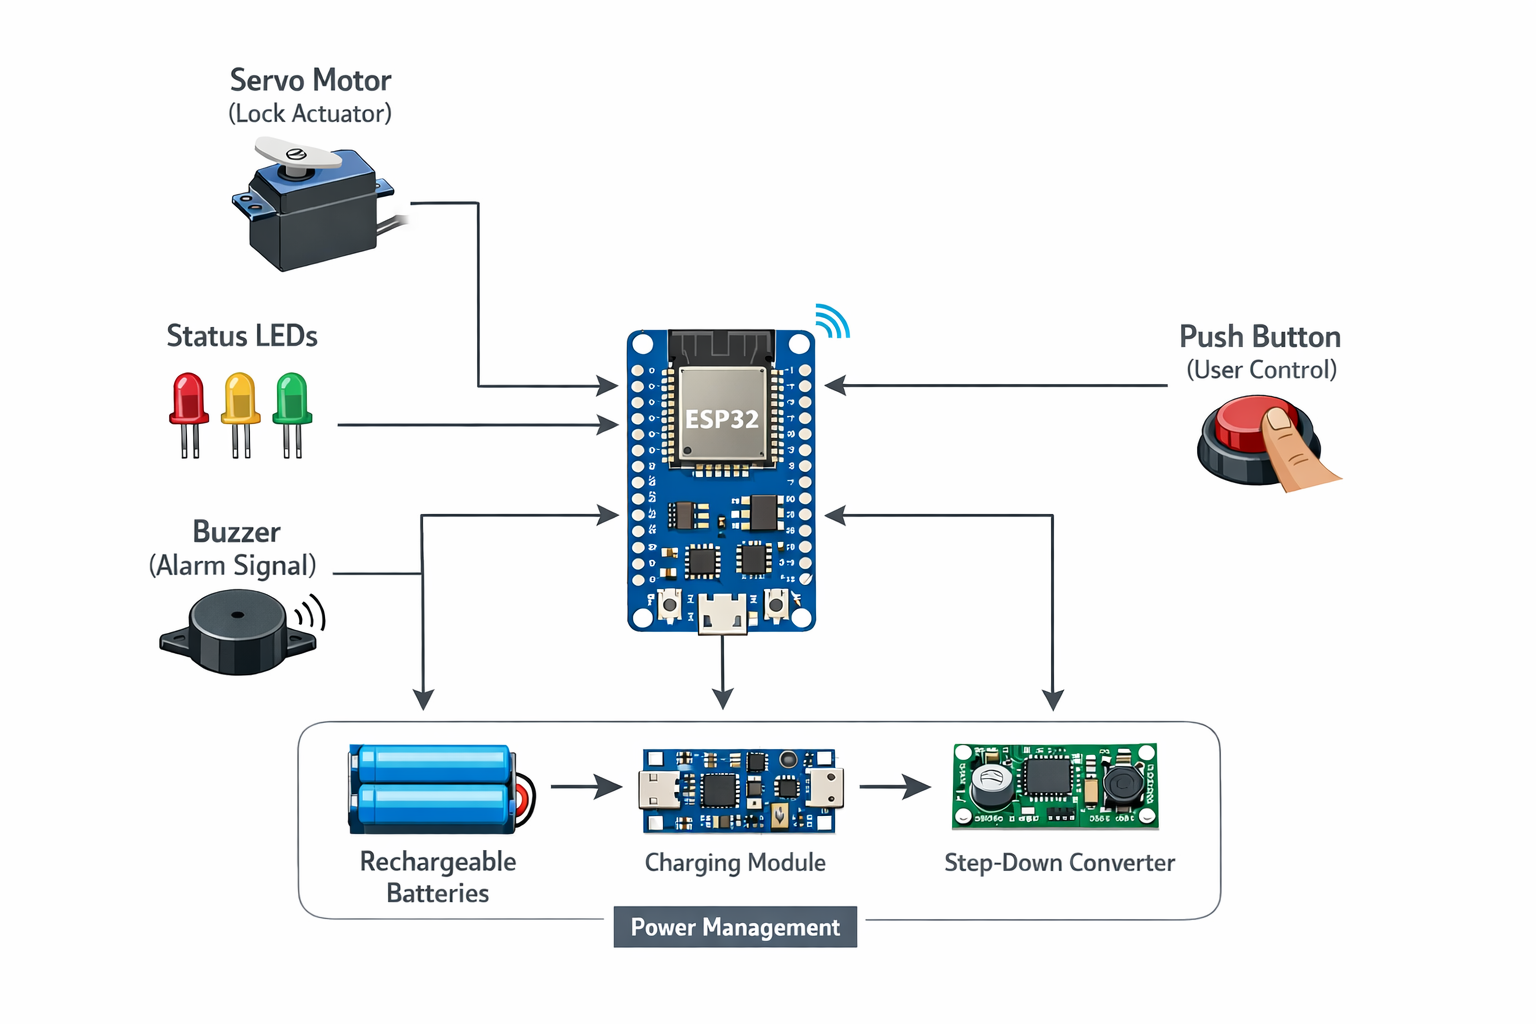 Servo Motor
(Lock Actuator)
Status LEDs
Buzzer
(Alarm Signal)
ESP32
Push Button
(User Control)
Rechargeable
Batteries
Charging Module
Step-Down Converter
Power Management